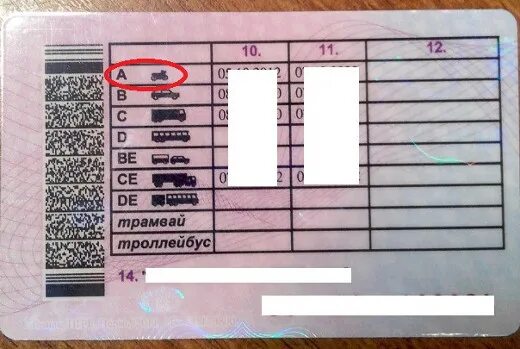 10. 11. 12.
A
B
C
D
BE
CE
DE
трамвай
троллейбус
14.